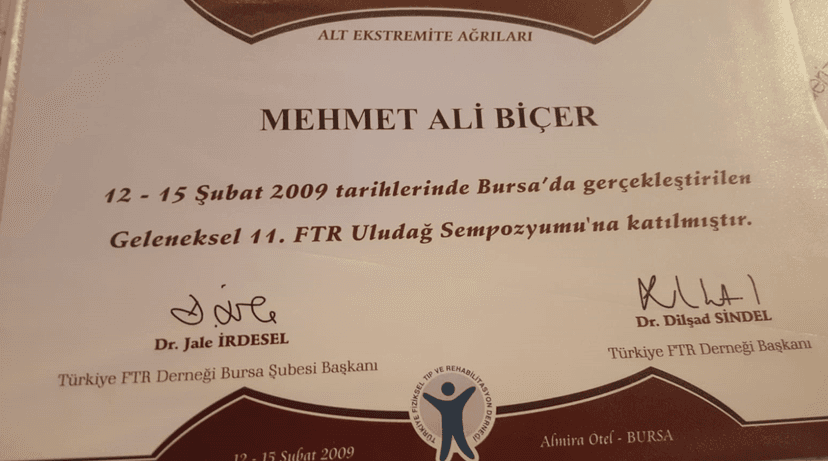 ALT EKSTREMİTE AĞRILARI
MEHMET ALİ BİÇER
12 - 15 Şubat 2009 tarihlerinde Bursa'da gerçekleştirilen
Geleneksel 11. FTR Uludağ Sempozyumu'na katılmıştır.
Dr. Jale İRDESEL
Türkiye FTR Derneği Bursa Şubesi Başkanı
Dr. Dilşad SİNDEL
Türkiye FTR Derneği Başkanı
TÜRKİYE FİZİKSEL TIP VE REHABİLİTASYON DERNEĞİ
12 - 15 Şubat 2009
Almira Otel - BURSA